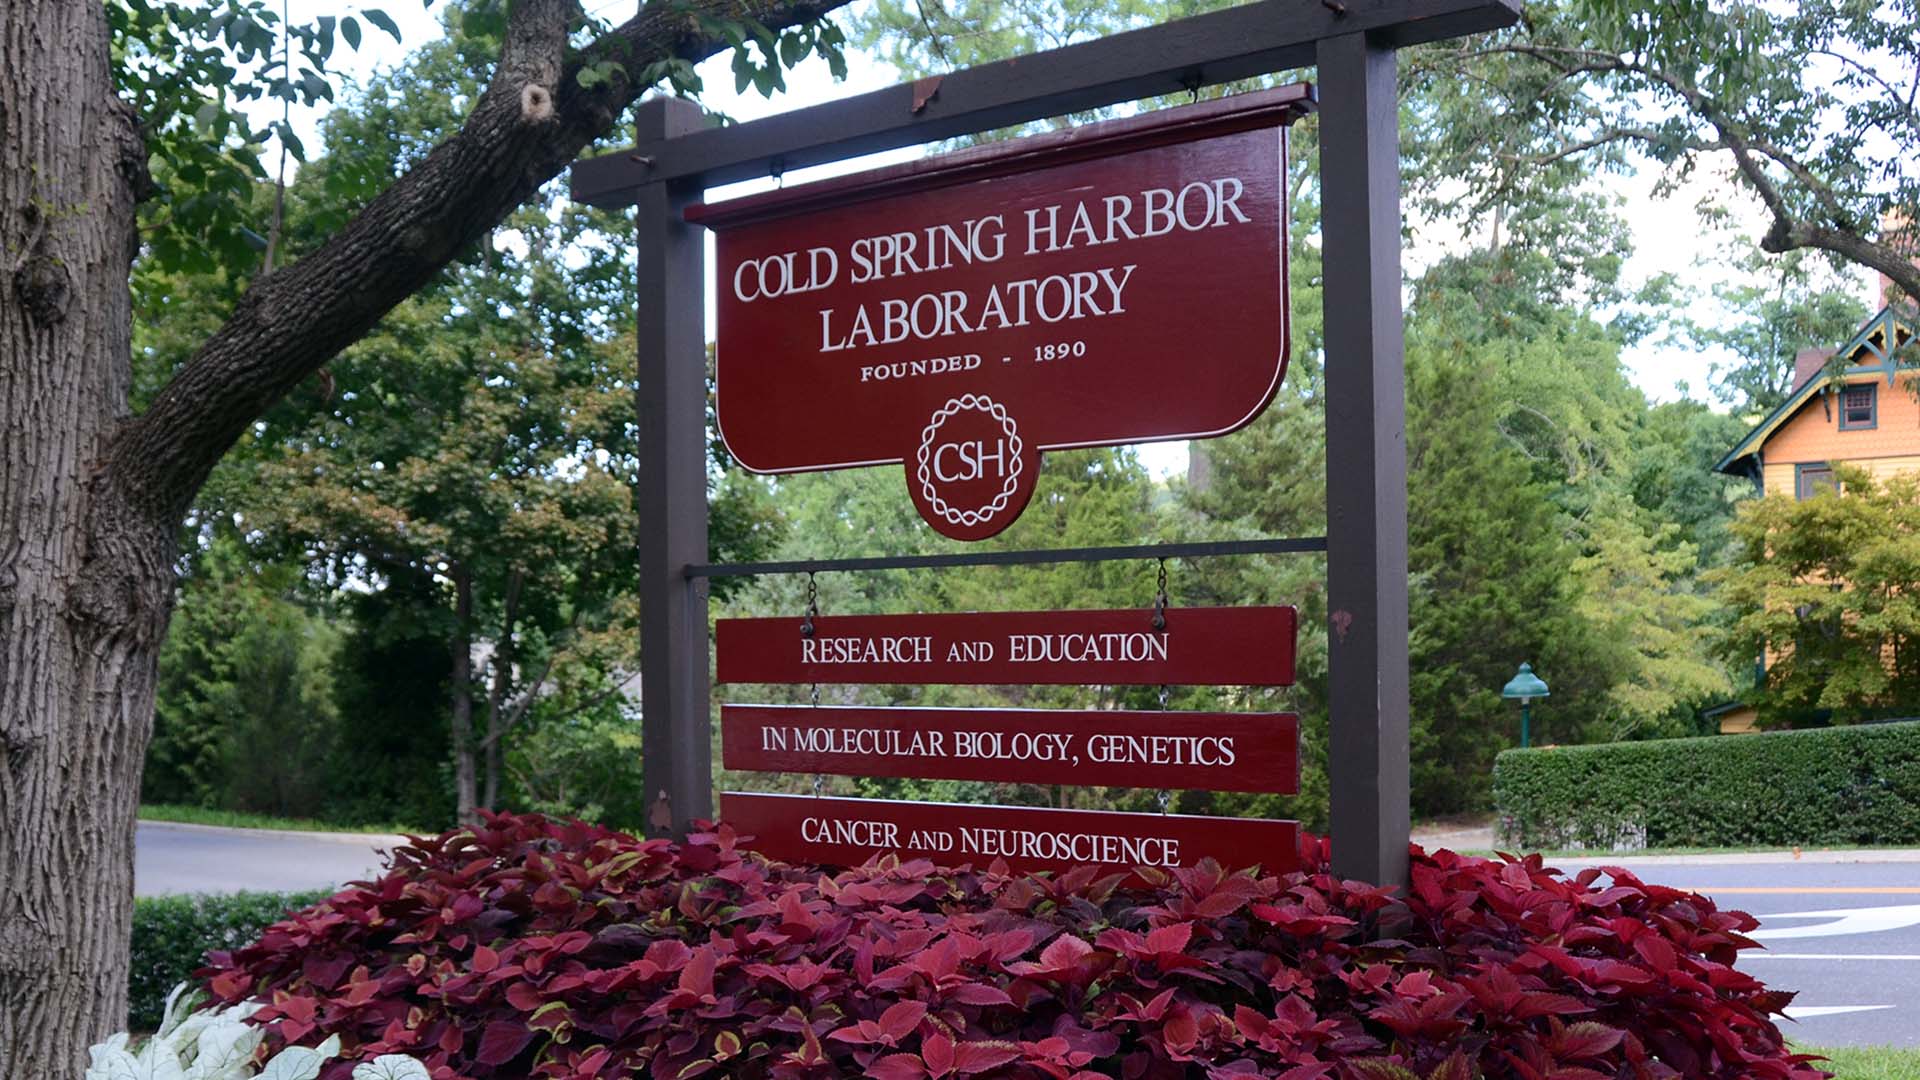 COLD SPRING HARBOR
LABORATORY
FOUNDED - 1890
CSH
RESEARCH AND EDUCATION
IN MOLECULAR BIOLOGY, GENETICS
CANCER AND NEUROSCIENCE